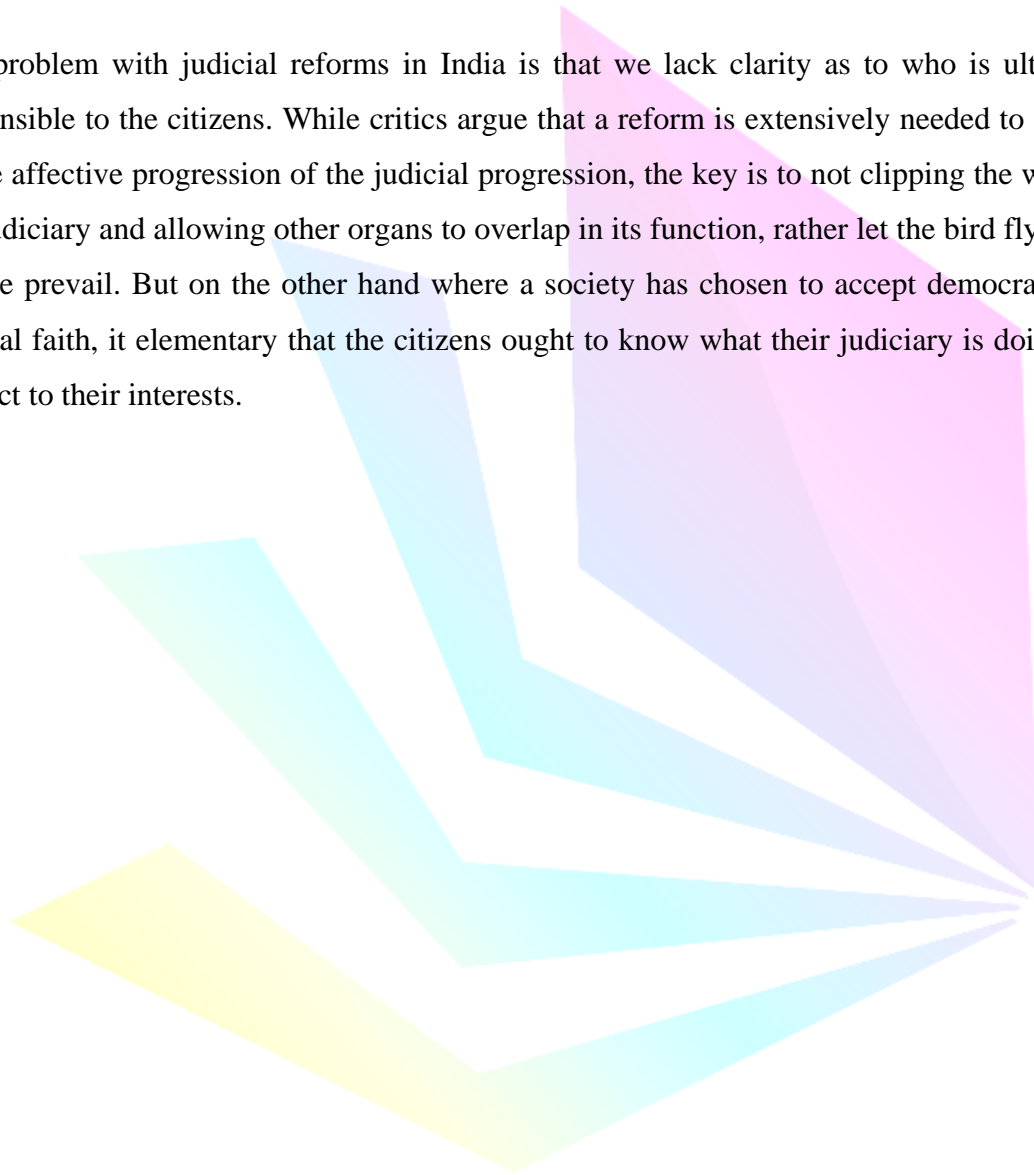 problem with judicial reforms in India is that we lack clarity as to who is ult
nsible to the citizens. While critics argue that a reform is extensively needed to
e affective progression of the judicial progression, the key is to not clipping the w
udiciary and allowing other organs to overlap in its function, rather let the bird fly
e prevail. But on the other hand where a society has chosen to accept democra
al faith, it elementary that the citizens ought to know what their judiciary is doi
ct to their interests.